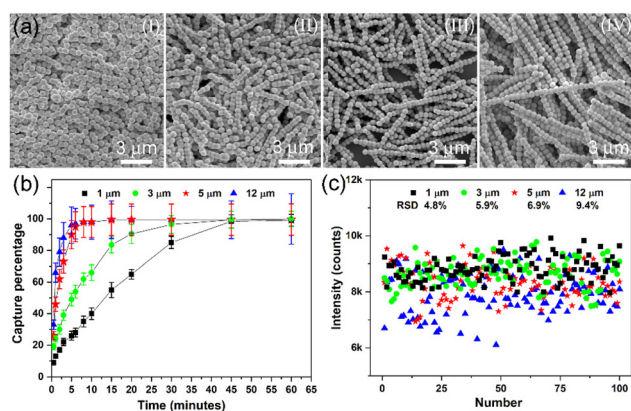 (a) (I) (II) (III) (IV)
3 μm 3 μm 3 μm 3 μm
(b)
1 μm 3 μm 5 μm 12 μm
Capture percentage
120
100
80
60
40
20
0
0 5 10 15 20 25 30 35 40 45 50 55 60 65
Time (minutes)
(c)
1 μm 3 μm 5 μm 12 μm
RSD 4.8% 5.9% 6.9% 9.4%
Intensity (counts)
12k
10k
8k
6k
0 25 50 75 100
Number